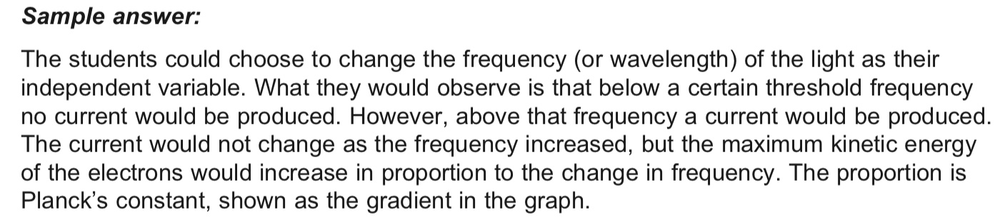 Sample answer:
The students could choose to change the frequency (or wavelength) of the light as their
independent variable. What they would observe is that below a certain threshold frequency
no current would be produced. However, above that frequency a current would be produced.
The current would not change as the frequency increased, but the maximum kinetic energy
of the electrons would increase in proportion to the change in frequency. The proportion is
Planck’s constant, shown as the gradient in the graph.